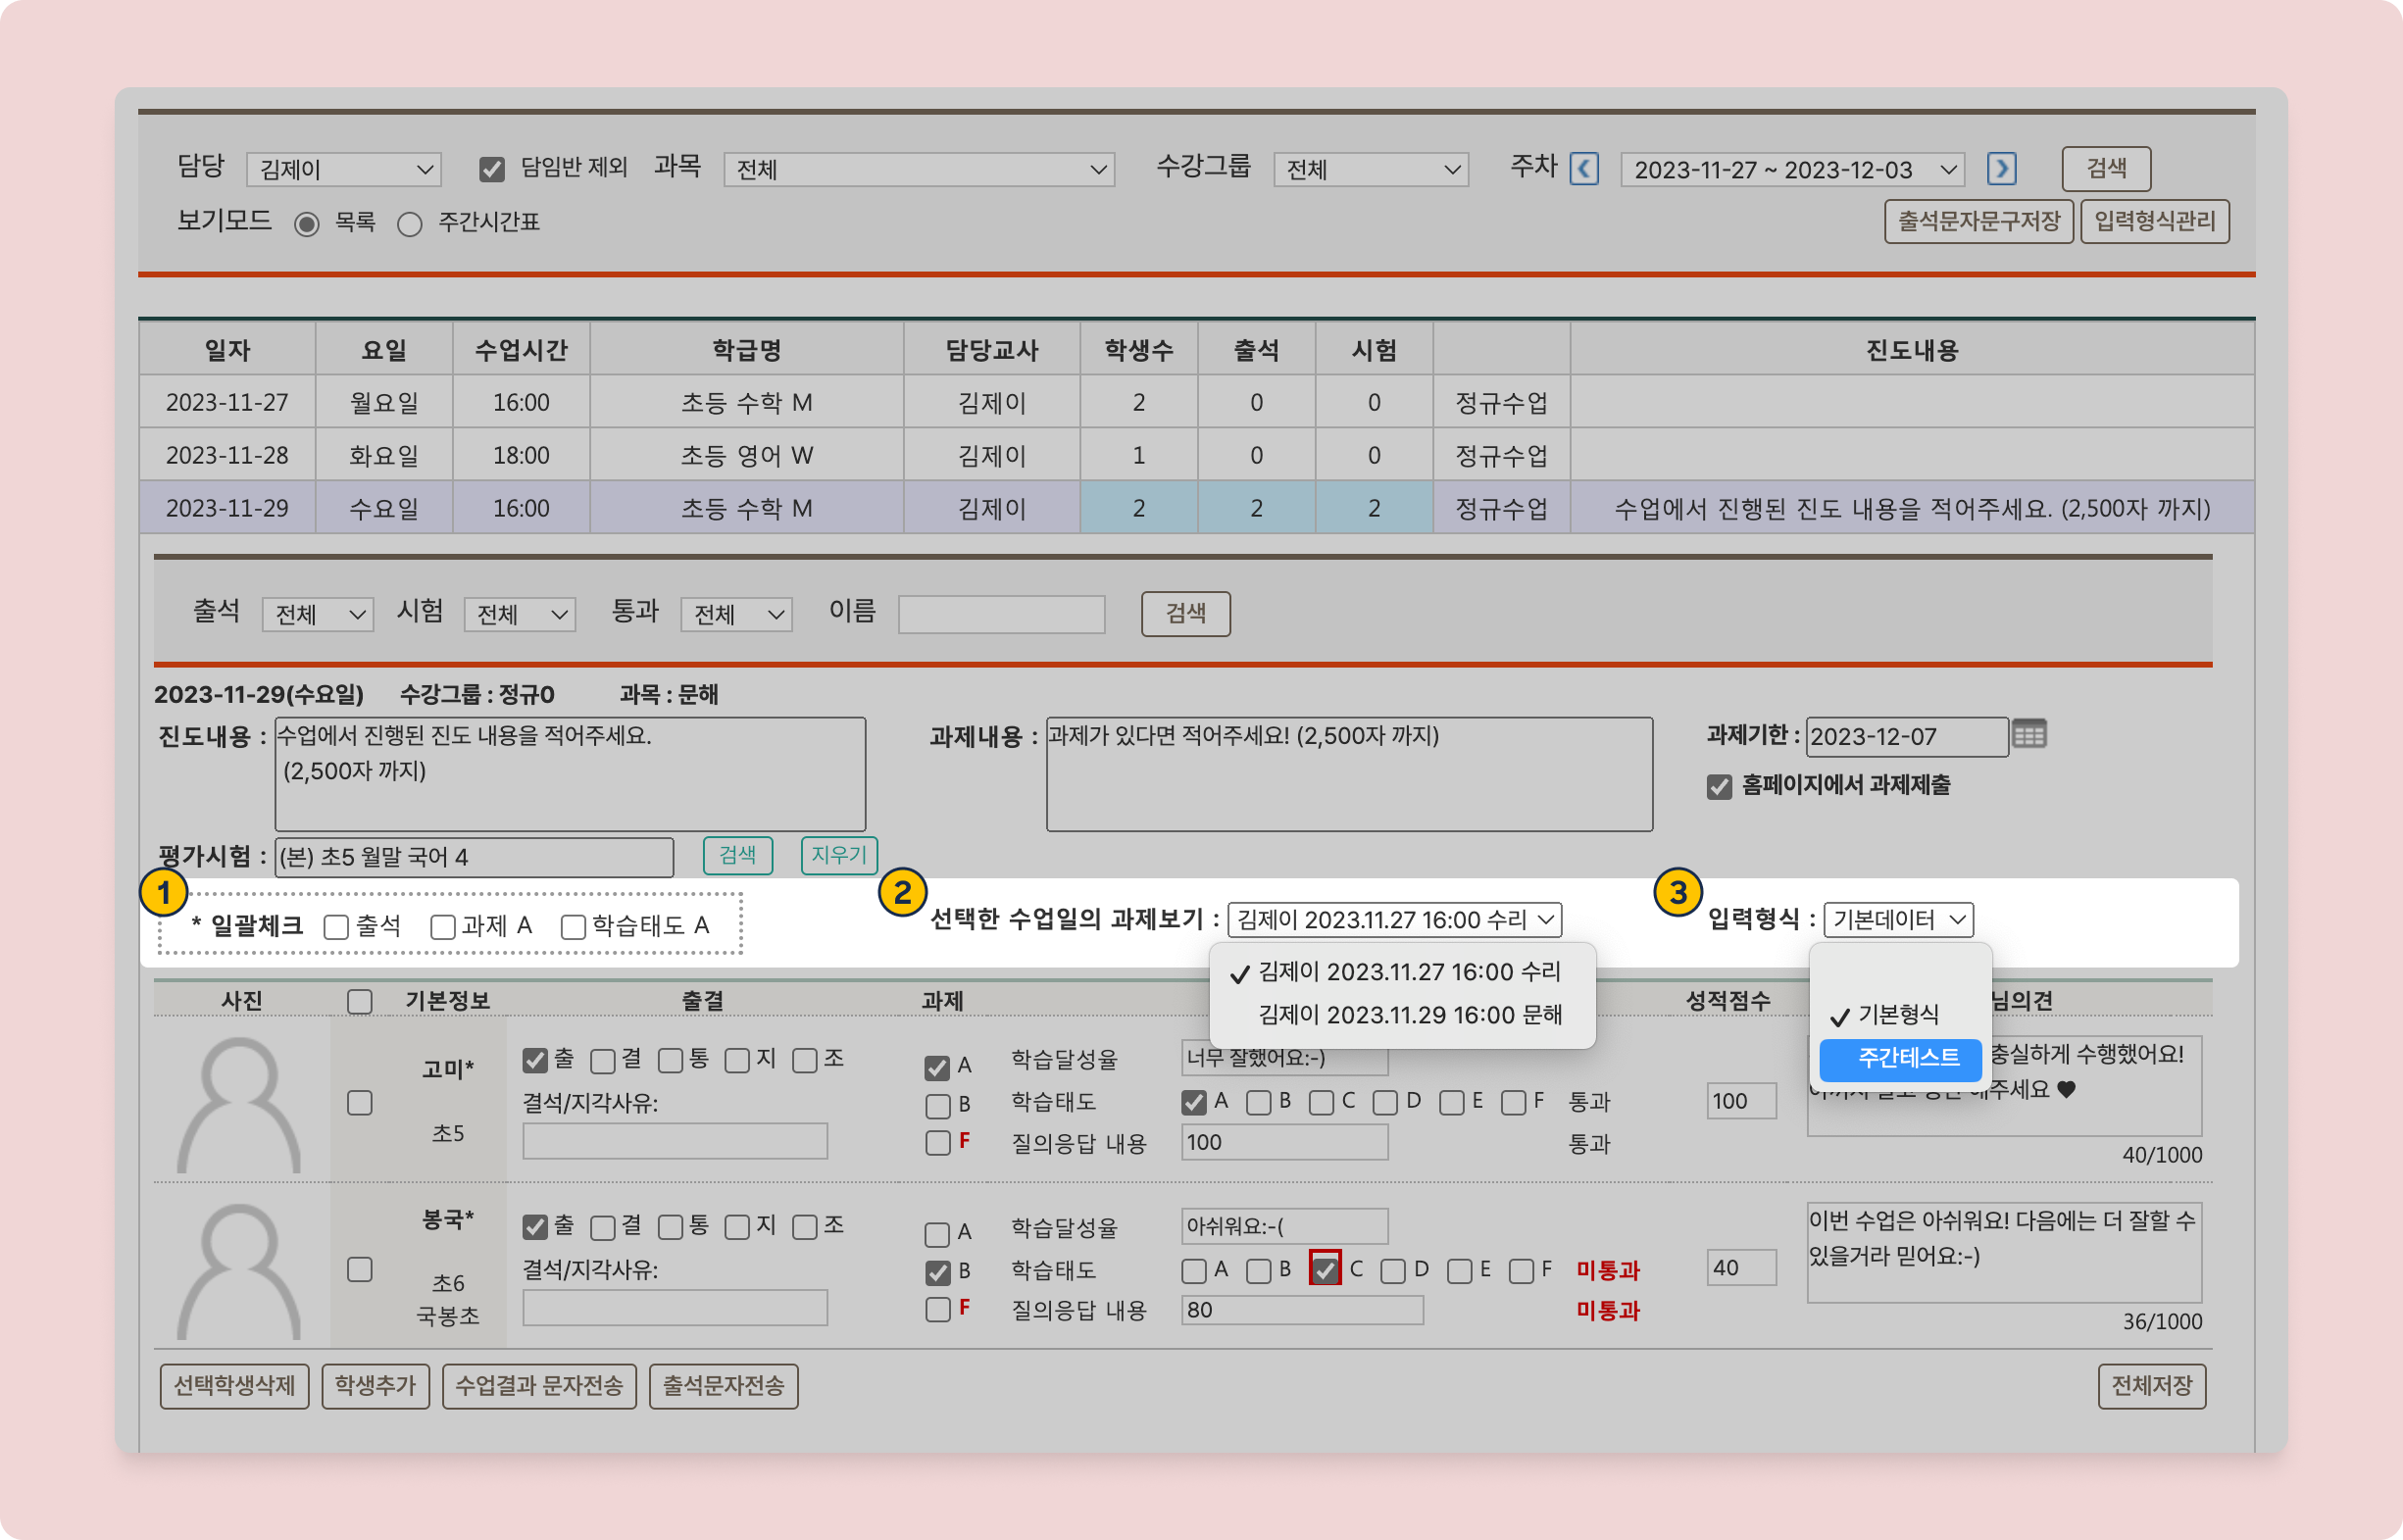 담당 김제이 담임반 제외 과목 전체 수강그룹 전체 주차 2023-11-27 ~ 2023-12-03 검색
보기모드 목록 주간시간표 출석문자문구저장 입력형식관리
일자 요일 수업시간 학급명 담당교사 학생수 출석 시험 진도내용
2023-11-27 월요일 16:00 초등 수학 M 김제이 2 0 0 정규수업
2023-11-28 화요일 18:00 초등 영어 W 김제이 1 0 0 정규수업
2023-11-29 수요일 16:00 초등 수학 M 김제이 2 2 2 정규수업 수업에서 진행된 진도 내용을 적어주세요. (2,500자 까지)
출석 전체 시험 전체 통과 전체 이름 검색
2023-11-29(수요일) 수강그룹 : 정규0 과목 : 문해
진도내용 : 수업에서 진행된 진도 내용을 적어주세요.
(2,500자 까지)
과제내용 : 과제가 있다면 적어주세요! (2,500자 까지)
과제기한 : 2023-12-07
홈페이지에서 과제제출
평가시험 : (본) 초5 월말 국어 4 검색 지우기
1 * 일괄체크 출석 과제 A 학습태도 A
2 선택한 수업일의 과제보기 : 김제이 2023.11.27 16:00 수리
김제이 2023.11.27 16:00 수리
김제이 2023.11.29 16:00 문해
3 입력형식 : 기본데이터
기본형식
주간테스트
사진 기본정보 출결 과제 성적점수 님의견
고미*
초5
출 결 통 지 조
결석/지각사유:
A
B
F
학습달성율 너무 잘했어요:-)
학습태도 A B C D E F 통과
질의응답 내용 100 통과
100
충실하게 수행했어요!
해주세요 ♥
40/1000
봉국*
초6
국봉초
출 결 통 지 조
결석/지각사유:
A
B
F
학습달성율 아쉬워요:-(
학습태도 A B C D E F 미통과
질의응답 내용 80 미통과
40
이번 수업은 아쉬워요! 다음에는 더 잘할 수
있을거라 믿어요:-)
36/1000
선택학생삭제 학생추가 수업결과 문자전송 출석문자전송 전체저장